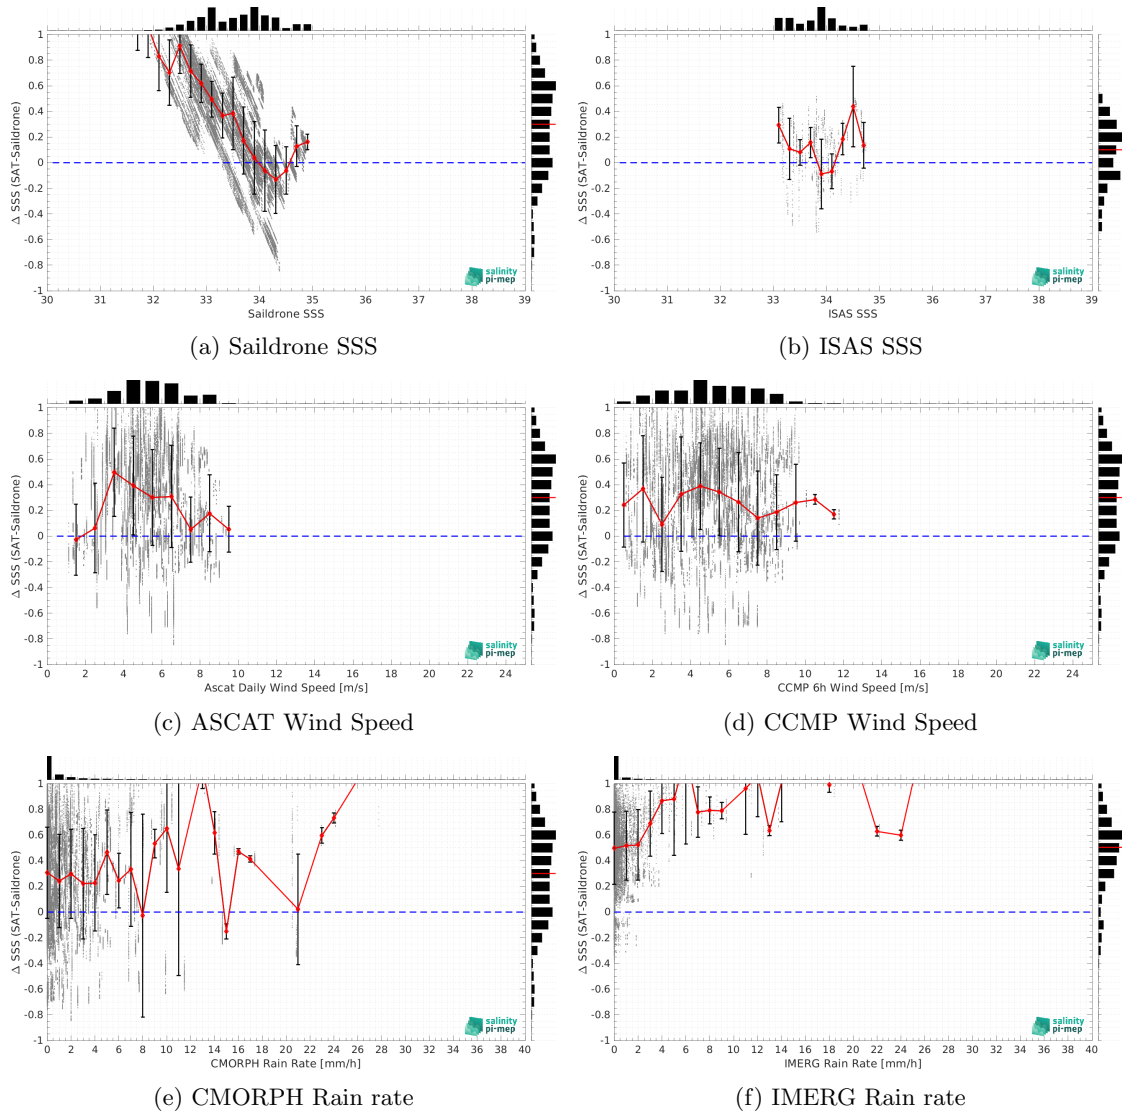 1
0.8
0.6
0.4
0.2
0
-0.2
-0.4
-0.6
-0.8
-1
Δ SSS (SAT-Saildrone)
30 31 32 33 34 35 36 37 38 39
Saildrone SSS
salinity
pi-mep
(a) Saildrone SSS
1
0.8
0.6
0.4
0.2
0
-0.2
-0.4
-0.6
-0.8
-1
Δ SSS (SAT-Saildrone)
30 31 32 33 34 35 36 37 38 39
ISAS SSS
salinity
pi-mep
(b) ISAS SSS
1
0.8
0.6
0.4
0.2
0
-0.2
-0.4
-0.6
-0.8
-1
Δ SSS (SAT-Saildrone)
0 2 4 6 8 10 12 14 16 18 20 22 24
Ascat Daily Wind Speed [m/s]
salinity
pi-mep
(c) ASCAT Wind Speed
1
0.8
0.6
0.4
0.2
0
-0.2
-0.4
-0.6
-0.8
-1
Δ SSS (SAT-Saildrone)
0 2 4 6 8 10 12 14 16 18 20 22 24
CCMP 6h Wind Speed [m/s]
salinity
pi-mep
(d) CCMP Wind Speed
1
0.8
0.6
0.4
0.2
0
-0.2
-0.4
-0.6
-0.8
-1
Δ SSS (SAT-Saildrone)
0 2 4 6 8 10 12 14 16 18 20 22 24 26 28 30 32 34 36 38 40
CMORPH Rain Rate [mm/h]
salinity
pi-mep
(e) CMORPH Rain rate
1
0.8
0.6
0.4
0.2
0
-0.2
-0.4
-0.6
-0.8
-1
Δ SSS (SAT-Saildrone)
0 2 4 6 8 10 12 14 16 18 20 22 24 26 28 30 32 34 36 38 40
IMERG Rain Rate [mm/h]
salinity
pi-mep
(f) IMERG Rain rate